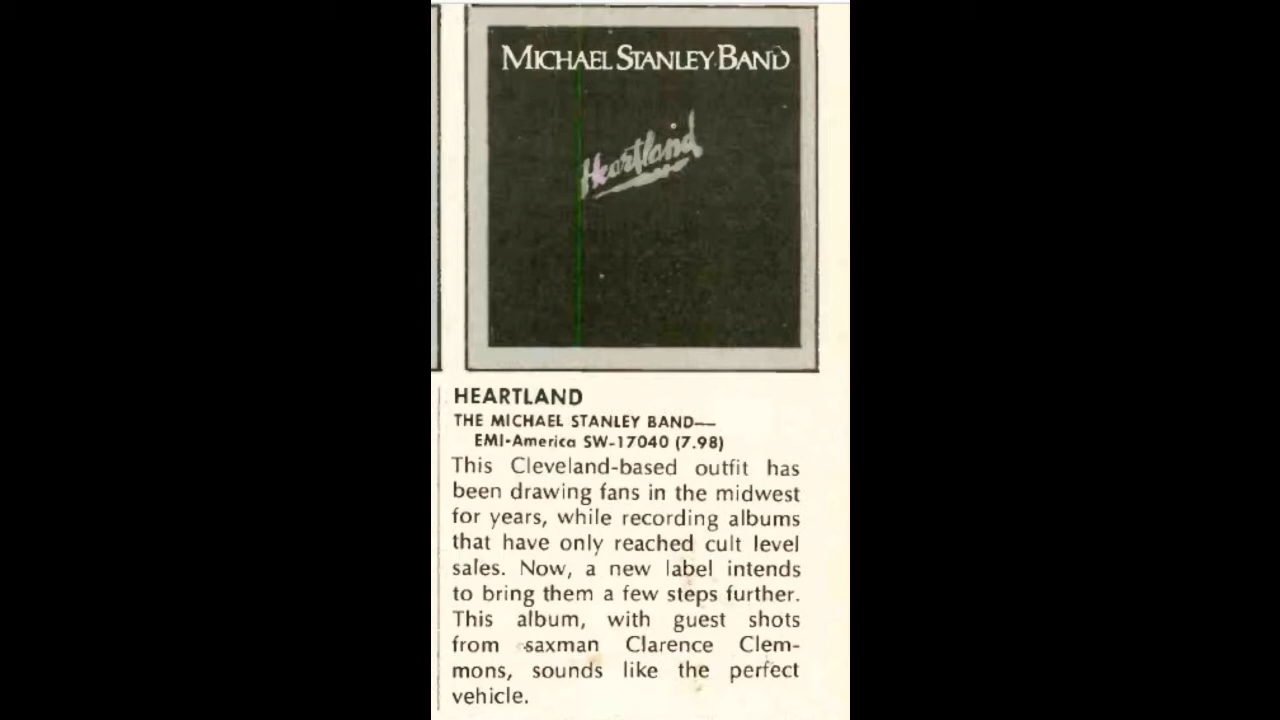 MICHAEL STANLEY BAND
Heartland
HEARTLAND
THE MICHAEL STANLEY BAND—
EMI-America SW-17040 (7.98)
This Cleveland-based outfit has
been drawing fans in the midwest
for years, while recording albums
that have only reached cult level
sales. Now, a new label intends
to bring them a few steps further.
This album, with guest shots
from saxman Clarence Clem-
mons, sounds like the perfect
vehicle.